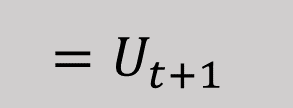 = U_{t+1}